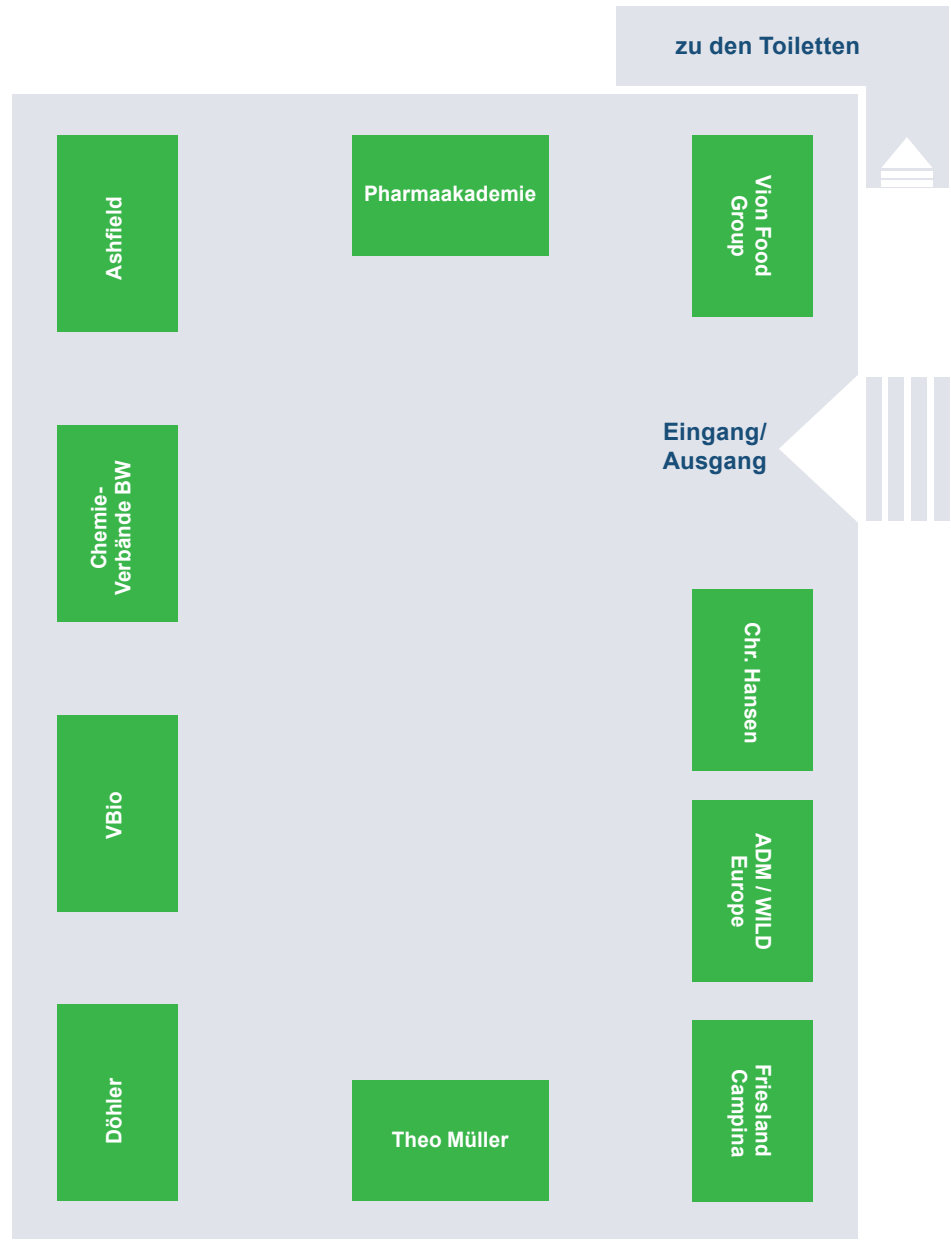 zu den Toiletten
Ashfield
Pharmaakademie
Vion Food
Group
Eingang/
Ausgang
Chemie-
Verbände BW
Chr. Hansen
VBio
ADM / WILD
Europe
Döhler
Theo Müller
Friesland
Campina